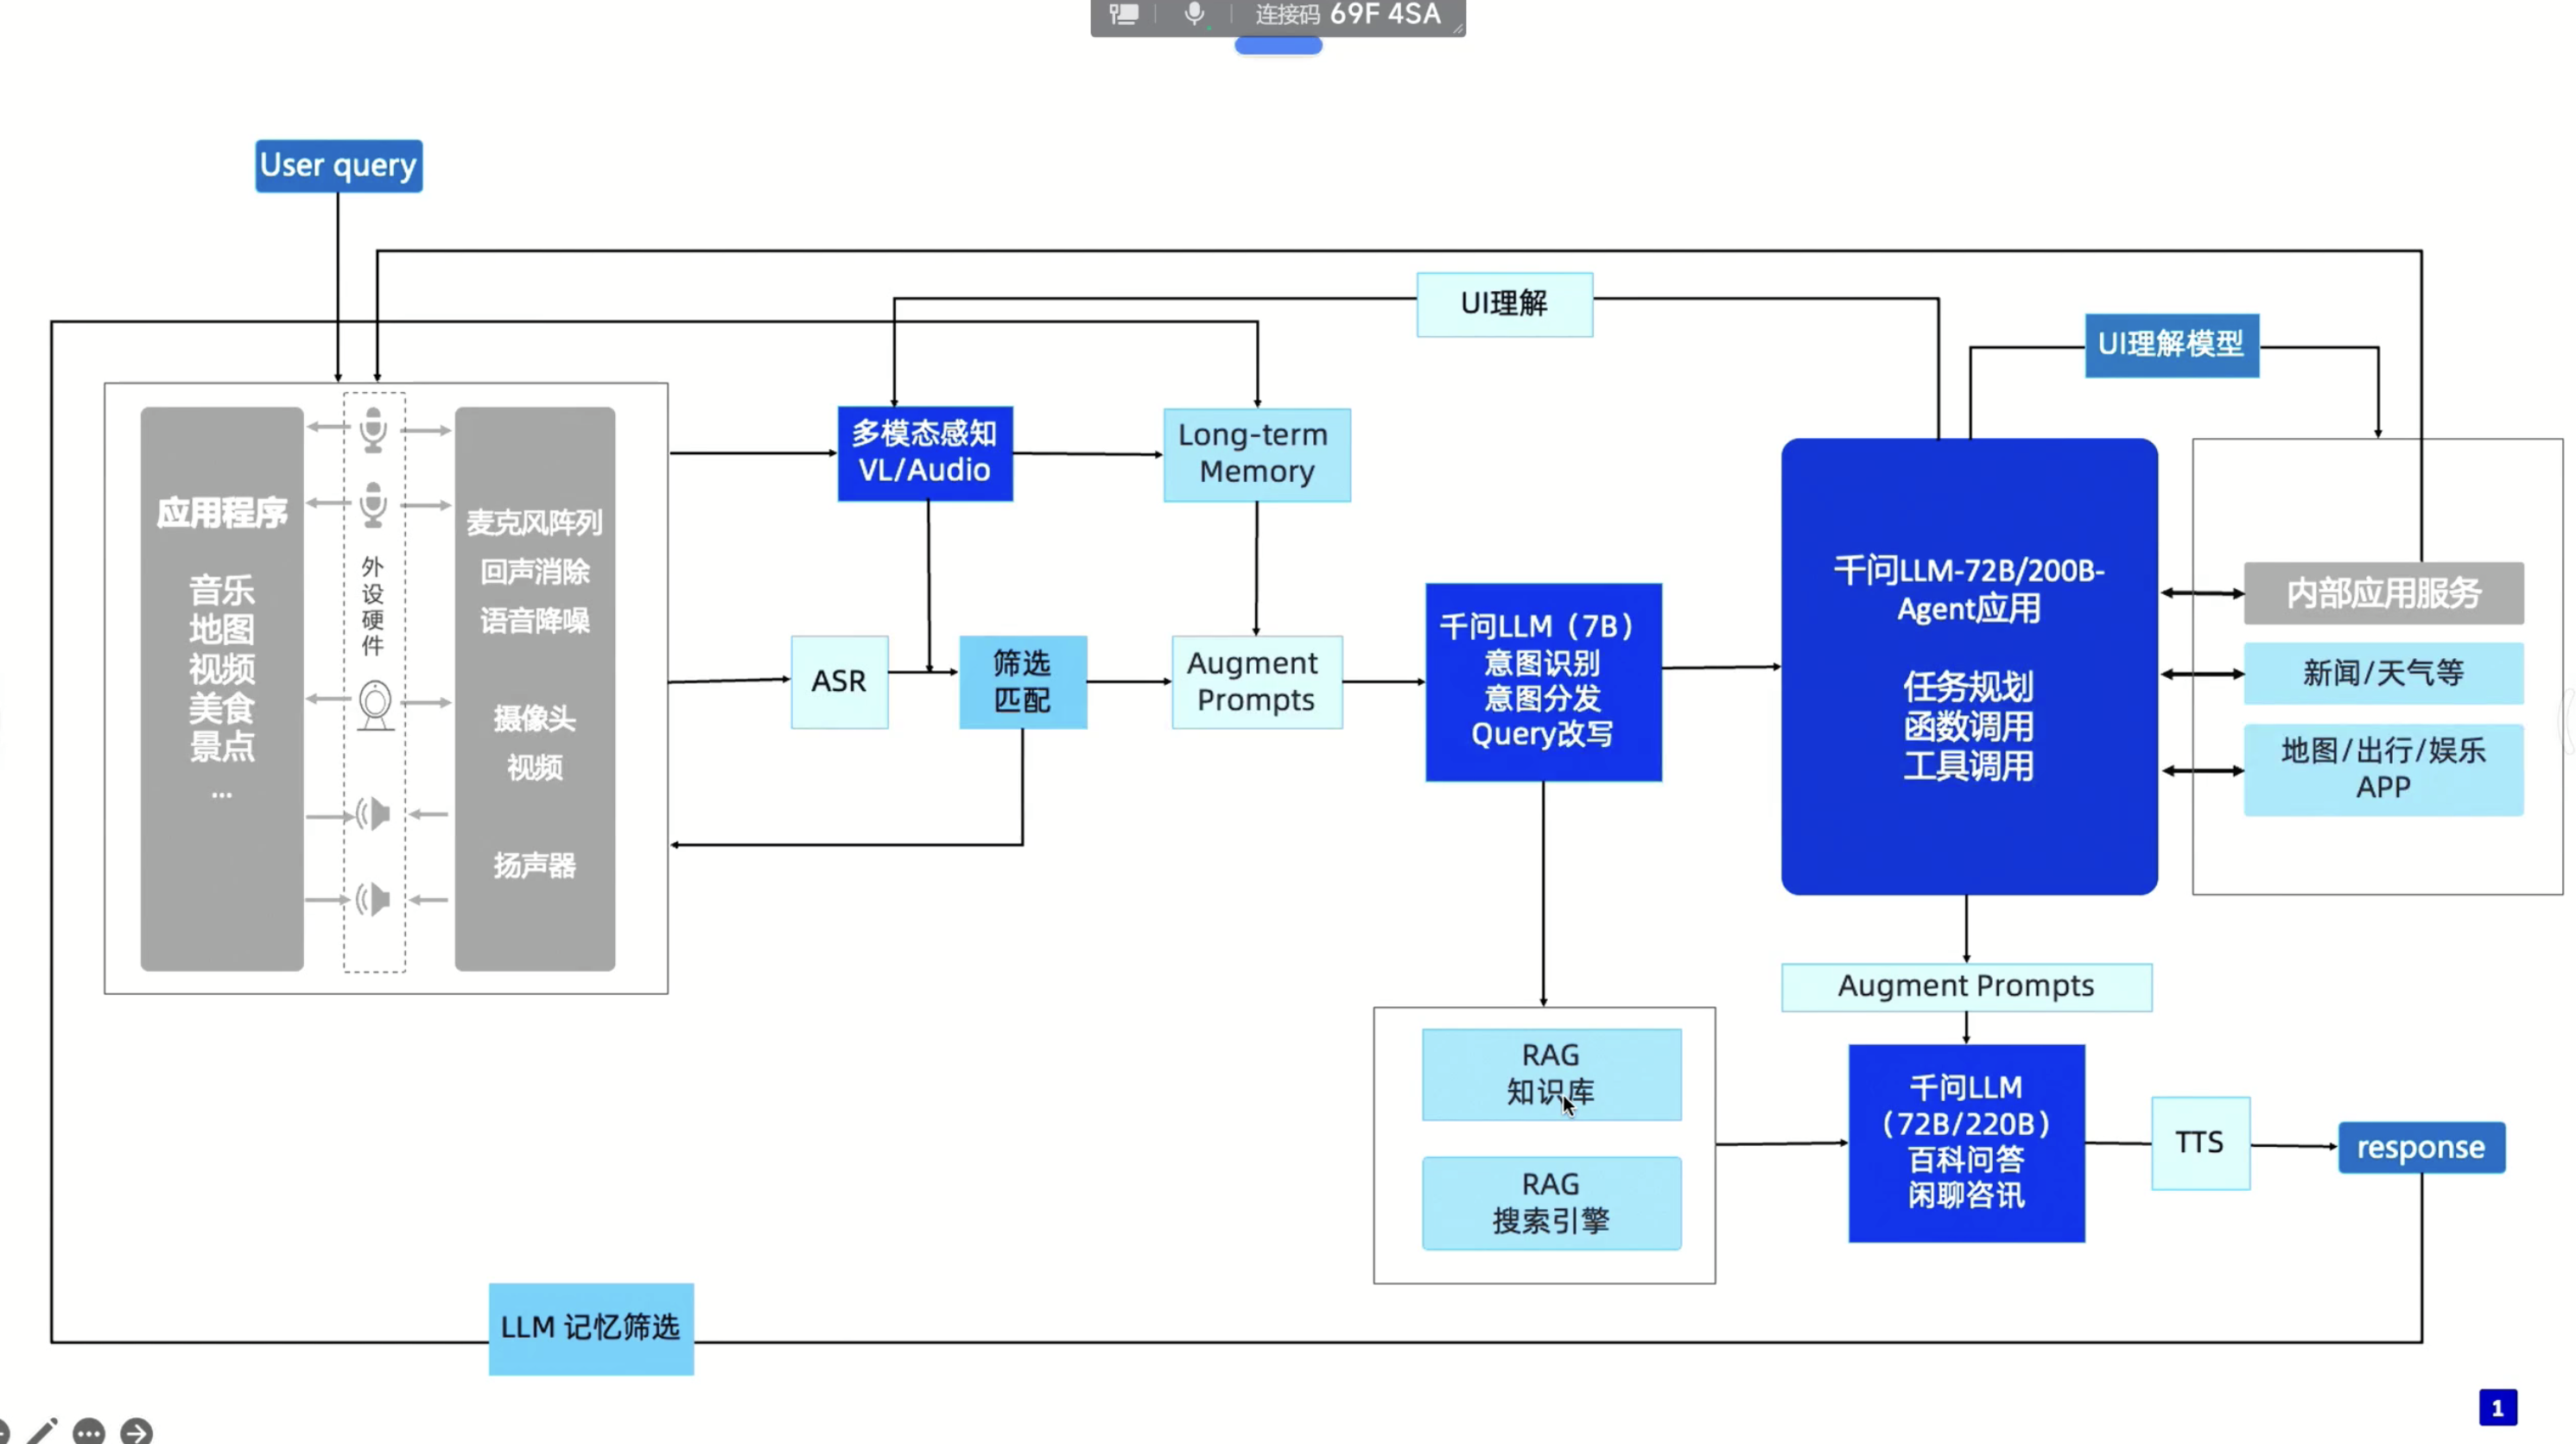 连接码 69F 4SA
User query
UI理解
UI理解模型
应用程序
音乐
地图
视频
美食
景点
...
外
设
硬
件
麦克风阵列
回声消除
语音降噪
摄像头
视频
扬声器
多模态感知
VL/Audio
Long-term
Memory
ASR
筛选
匹配
Augment
Prompts
千问LLM（7B）
意图识别
意图分发
Query改写
千问LLM-72B/200B-
Agent应用
任务规划
函数调用
工具调用
内部应用服务
新闻/天气等
地图/出行/娱乐
APP
Augment Prompts
RAG
知识库
RAG
搜索引擎
千问LLM
（72B/220B）
百科问答
闲聊咨讯
TTS
response
LLM 记忆筛选
1